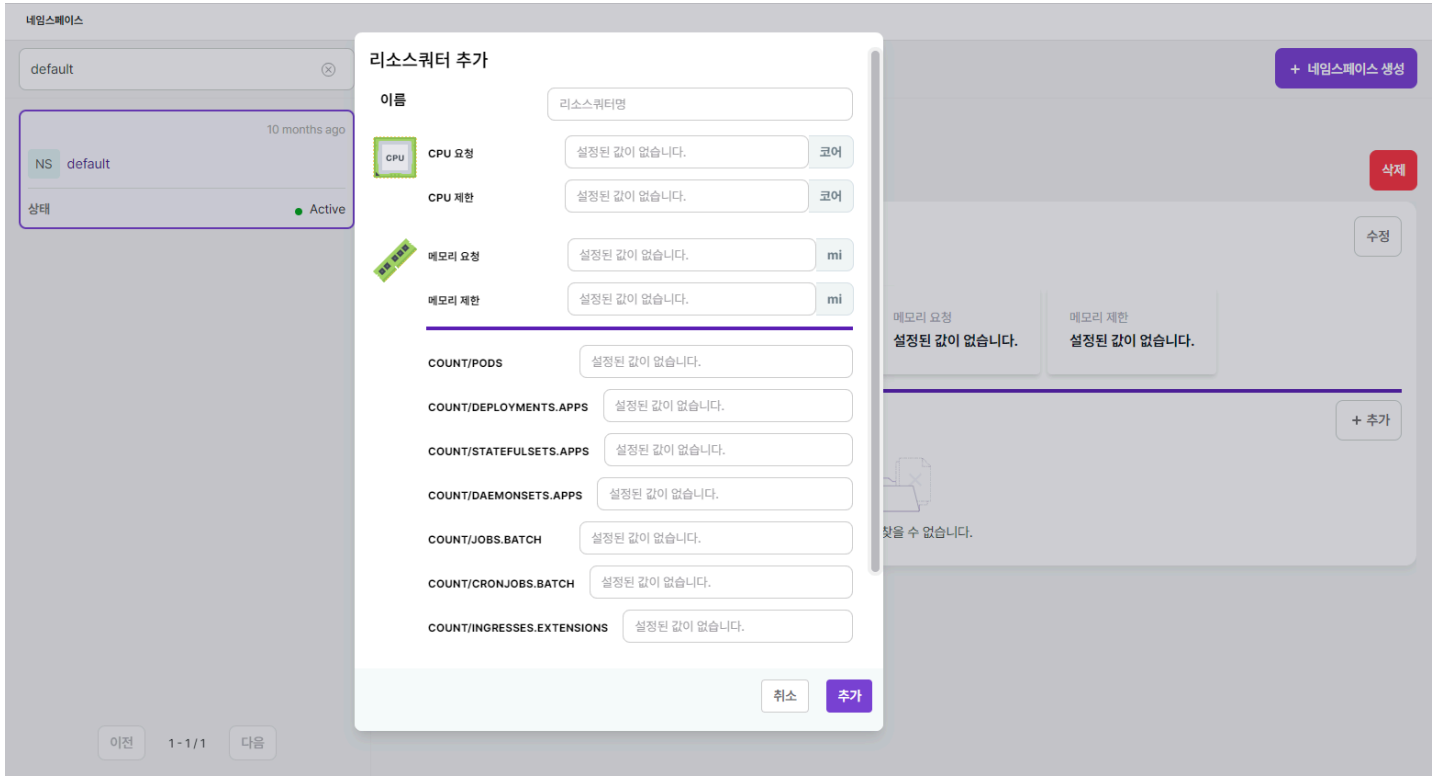 네임스페이스
default
+ 네임스페이스 생성
10 months ago
NS default
상태 Active
삭제
수정
메모리 요청
설정된 값이 없습니다.
메모리 제한
설정된 값이 없습니다.
+ 추가
찾을 수 없습니다.
이전 1 - 1 / 1 다음
리소스쿼터 추가
이름 리소스쿼터명
CPU
CPU 요청 설정된 값이 없습니다. 코어
CPU 제한 설정된 값이 없습니다. 코어
메모리 요청 설정된 값이 없습니다. mi
메모리 제한 설정된 값이 없습니다. mi
COUNT/PODS 설정된 값이 없습니다.
COUNT/DEPLOYMENTS.APPS 설정된 값이 없습니다.
COUNT/STATEFULSETS.APPS 설정된 값이 없습니다.
COUNT/DAEMONSETS.APPS 설정된 값이 없습니다.
COUNT/JOBS.BATCH 설정된 값이 없습니다.
COUNT/CRONJOBS.BATCH 설정된 값이 없습니다.
COUNT/INGRESSES.EXTENSIONS 설정된 값이 없습니다.
취소 추가